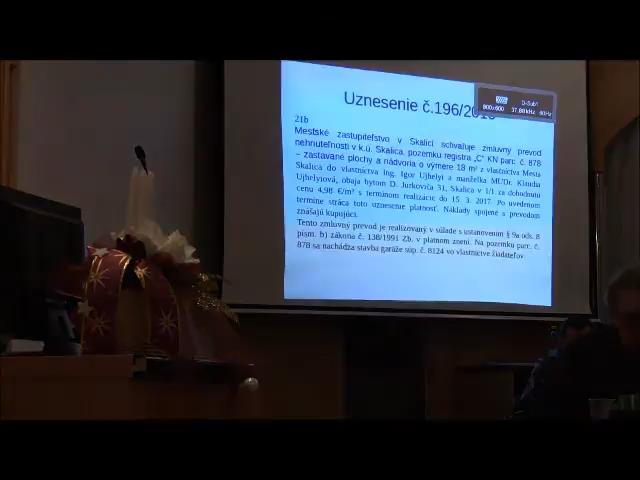 Uznesenie č.196/20
D-Sub1
800x600 37.88kHz 60Hz
21b
Mestské zastupiteľstvo v Skalici schvaľuje zmluvný prevod
nehnuteľnosti v k.ú. Skalica, pozemku registra „C" KN parc. č. 878
– zastavané plochy a nádvoria o výmere 18 m² z vlastníctva Mesta
Skalica do vlastníctva Ing. Igor Ujhelyi a manželka MUDr. Klaudia
Ujhelyiová, obaja bytom D. Jurkoviča 31, Skalica v 1/1 za dohodnutu
cenu 4,98 €/m² s termínom realizácie do 15. 3. 2017. Po uvedenom
termíne stráca toto uznesenie platnosť. Náklady spojené s prevodom
znášajú kupujúci.
Tento zmluvný prevod je realizovaný v súlade s ustanovením § 9a ods. 8
písm. b) zákona č. 138/1991 Zb. v platnom znení. Na pozemku parc. č.
878 sa nachádza stavba garáže súp. č. 8124 vo vlastníctve žiadateľov.